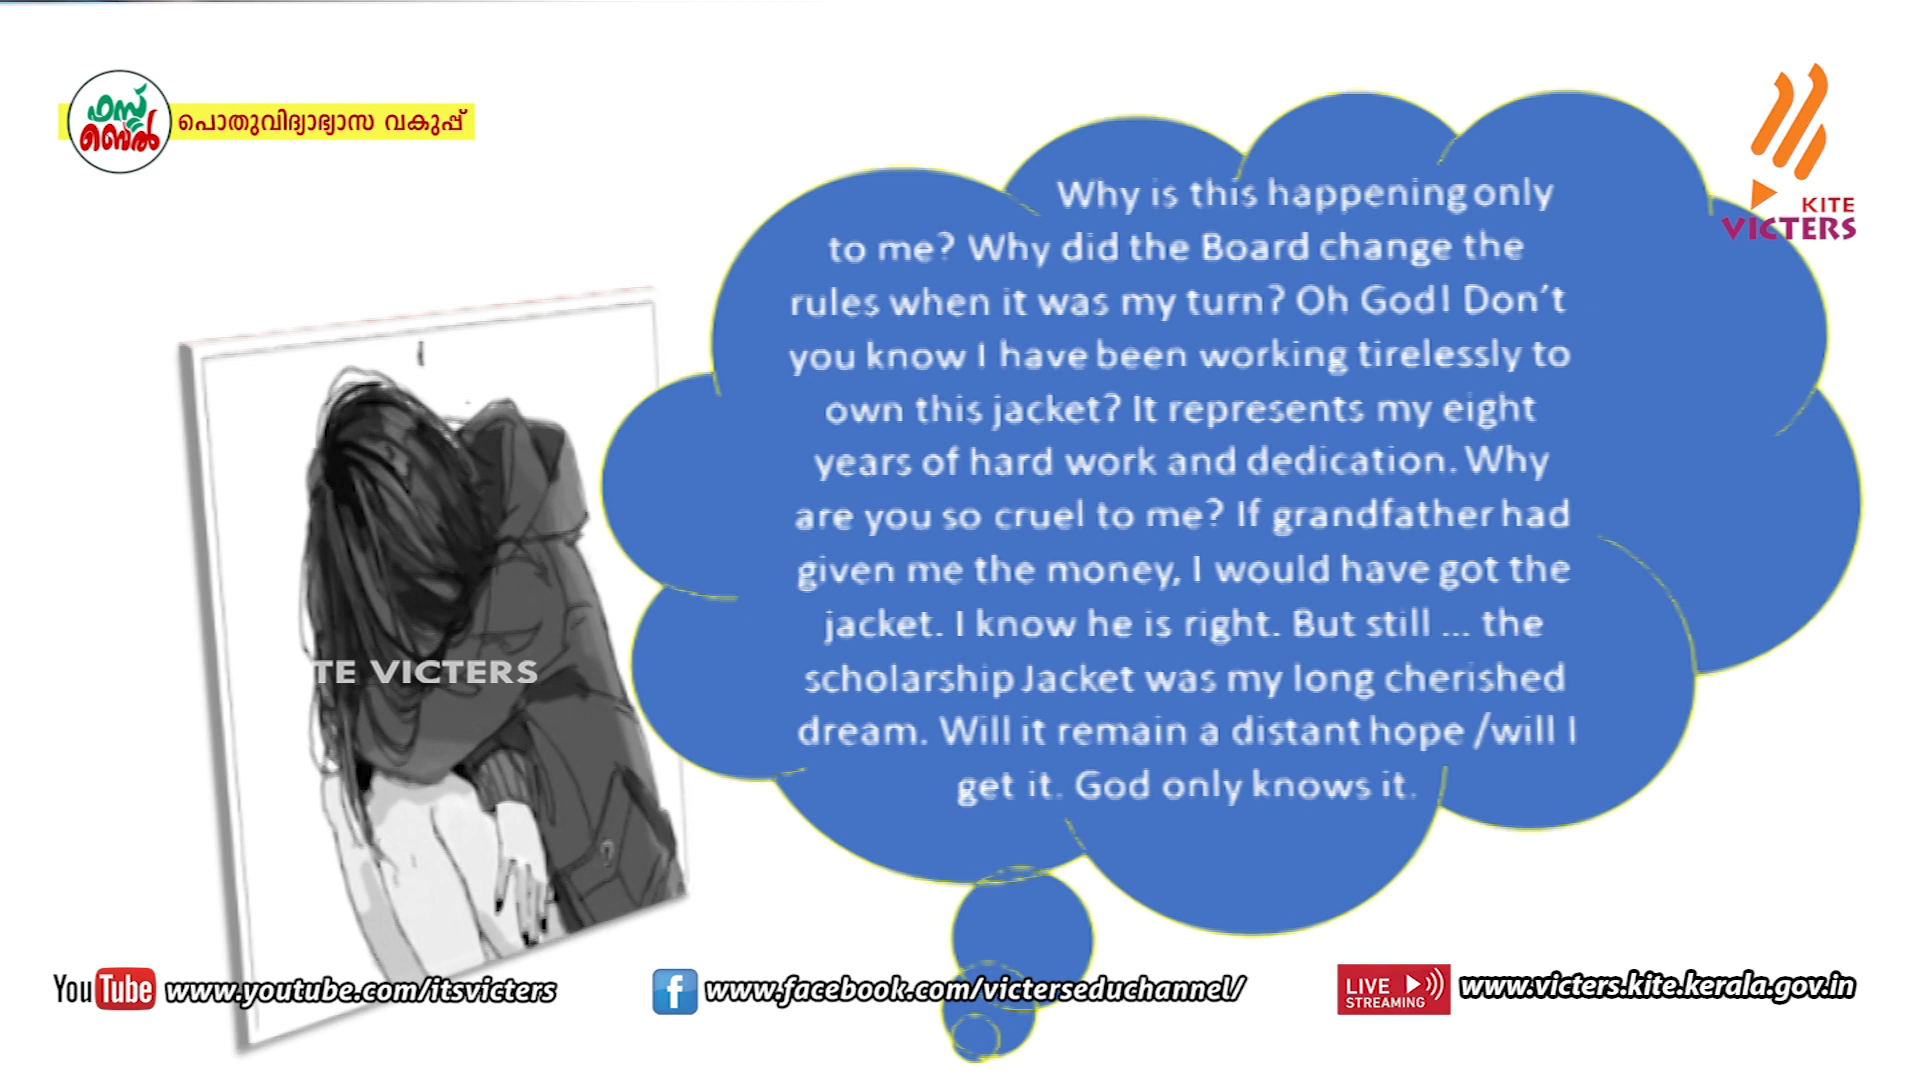 ഫസ്റ്റ്
ബെൽ
പൊതുവിദ്യാഭ്യാസ വകുപ്പ്
KITE
VICTERS
Why is this happening only
to me? Why did the Board change the
rules when it was my turn? Oh God! Don't
you know I have been working tirelessly to
own this jacket? It represents my eight
years of hard work and dedication. Why
are you so cruel to me? If grandfather had
given me the money, I would have got the
jacket. I know he is right. But still ... the
scholarship Jacket was my long cherished
dream. Will it remain a distant hope /will I
get it. God only knows it.
TE VICTERS
YouTube www.youtube.com/itsvicters
f www.facebook.com/victerseduchannel/
LIVE
STREAMING
www.victers.kite.kerala.gov.in